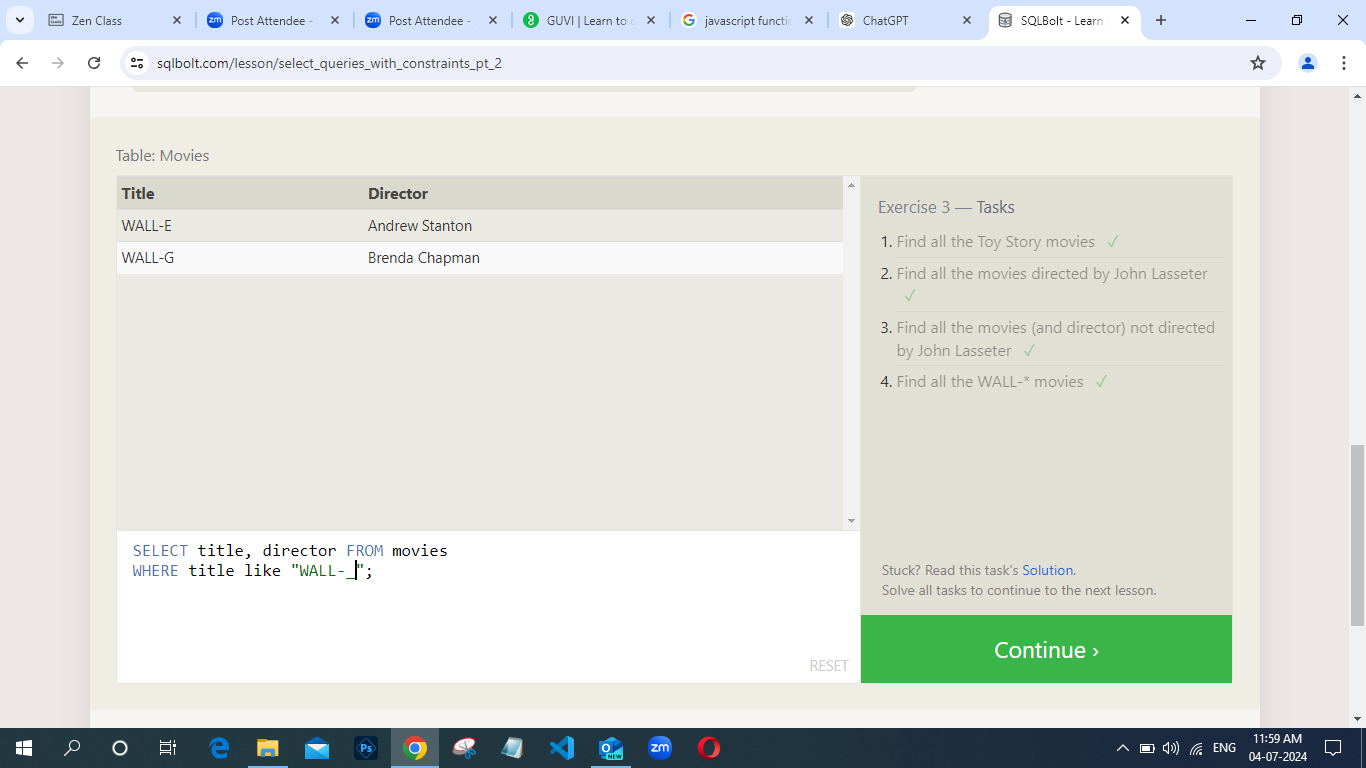 Zen Class
Post Attendee -
Post Attendee -
GUVI | Learn to c
javascript functio
ChatGPT
SQLBolt - Learn S
sqlbolt.com/lesson/select_queries_with_constraints_pt_2
Table: Movies
Title Director
WALL-E Andrew Stanton
WALL-G Brenda Chapman
Exercise 3 — Tasks
1. Find all the Toy Story movies ✓
2. Find all the movies directed by John Lasseter
✓
3. Find all the movies (and director) not directed
by John Lasseter ✓
4. Find all the WALL-* movies ✓
SELECT title, director FROM movies
WHERE title like "WALL-_";
RESET
Stuck? Read this task's Solution.
Solve all tasks to continue to the next lesson.
Continue ›
ENG
11:59 AM
04-07-2024